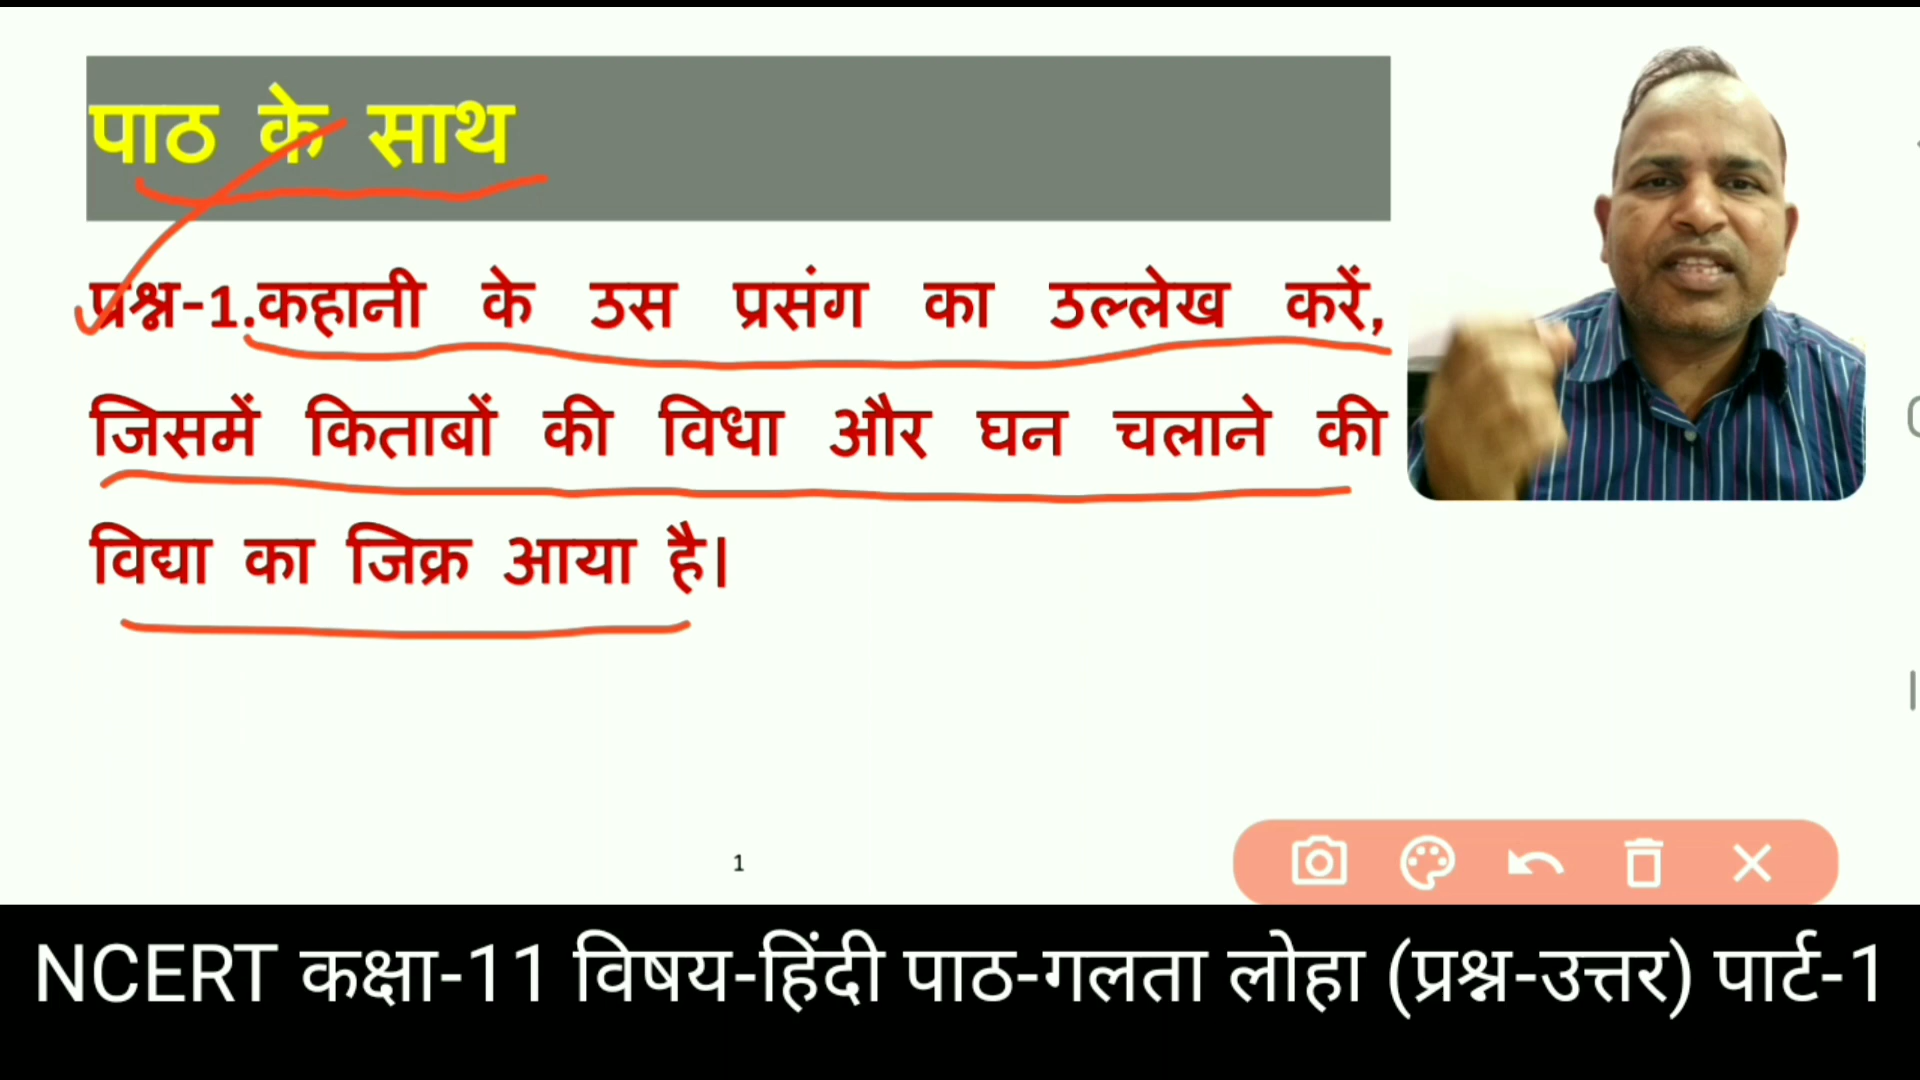 पाठ के साथ
प्रश्न-1.कहानी के उस प्रसंग का उल्लेख करें,
जिसमें किताबों की विधा और घन चलाने की
विद्या का जिक्र आया है।
1
NCERT कक्षा-11 विषय-हिंदी पाठ-गलता लोहा (प्रश्न-उत्तर) पार्ट-1